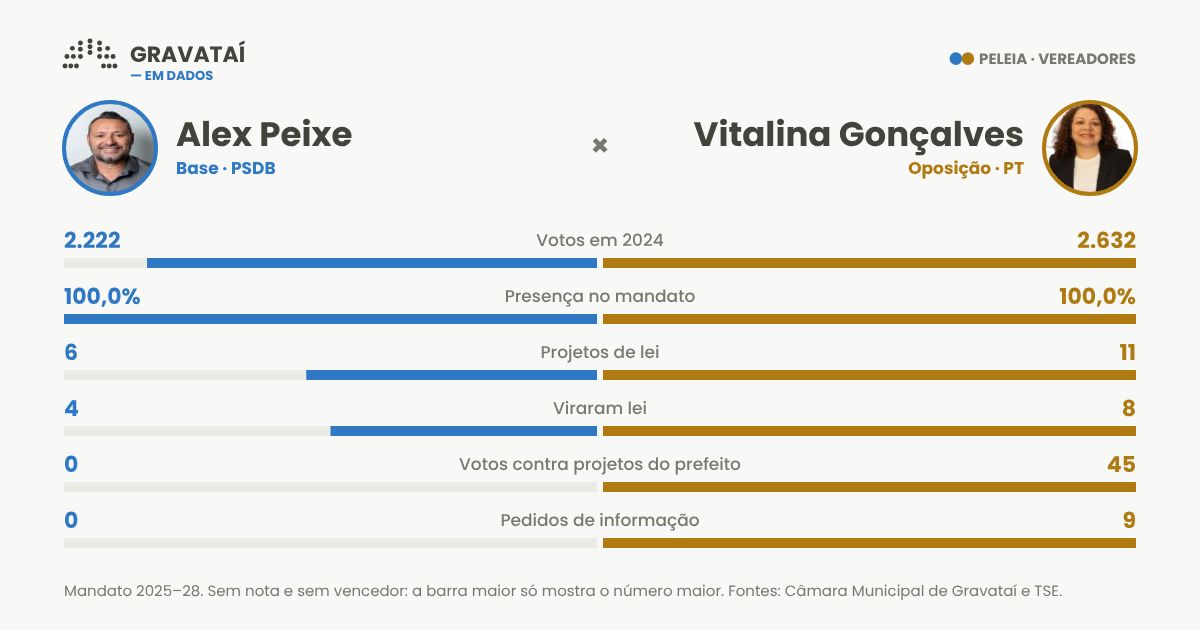 GRAVATAÍ
— EM DADOS
PELEIA · VEREADORES
Alex Peixe
Base · PSDB
×
Vitalina Gonçalves
Oposição · PT
2.222 Votos em 2024 2.632
100,0% Presença no mandato 100,0%
6 Projetos de lei 11
4 Viraram lei 8
0 Votos contra projetos do prefeito 45
0 Pedidos de informação 9
Mandato 2025–28. Sem nota e sem vencedor: a barra maior só mostra o número maior. Fontes: Câmara Municipal de Gravataí e TSE.